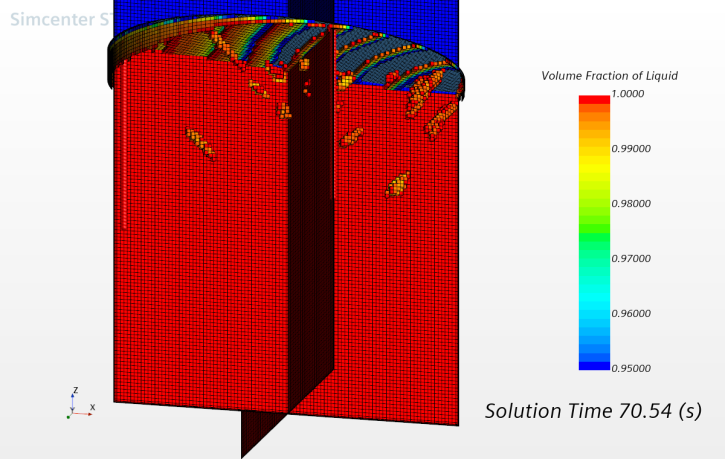 Simcenter S
Volume Fraction of Liquid
1.0000
0.99000
0.98000
0.97000
0.96000
0.95000
Solution Time 70.54 (s)
Z
X